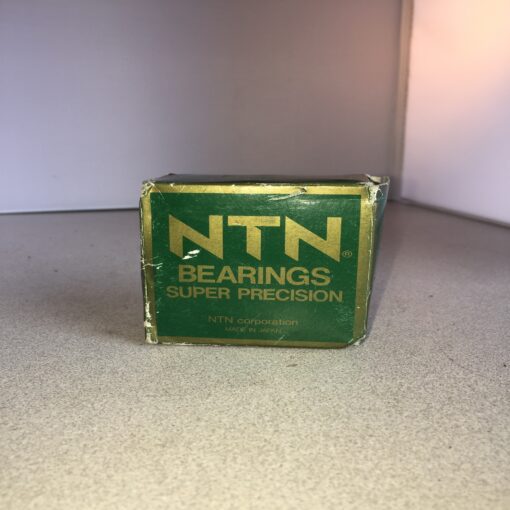 NTN®
BEARINGS
SUPER PRECISION
NTN corporation
MADE IN JAPAN